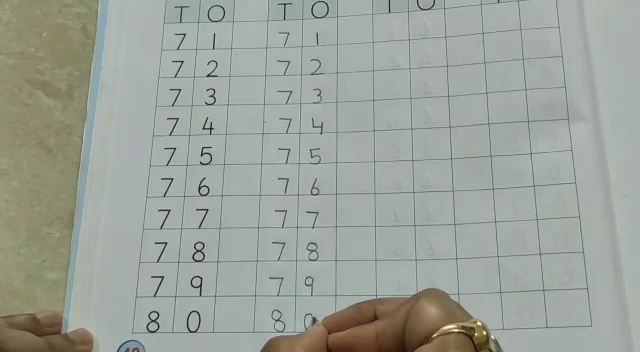 T O T O T O
7 1 7 1
7 2 7 2
7 3 7 3
7 4 7 4
7 5 7 5
7 6 7 6
7 7 7 7
7 8 7 8
7 9 7 9
8 0 8 0